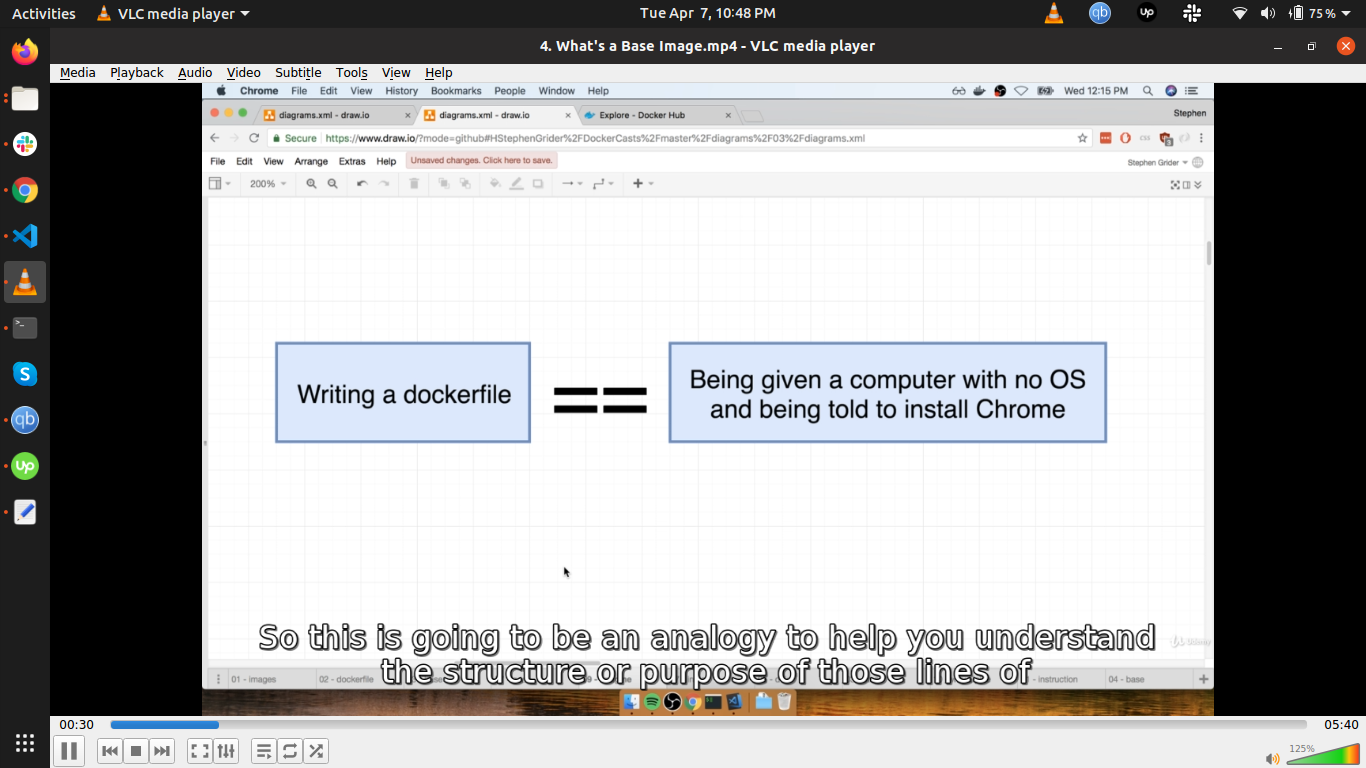 Activities VLC media player Tue Apr 7, 10:48 PM qb up 75%
4. What's a Base Image.mp4 - VLC media player
Media Playback Audio Video Subtitle Tools View Help
Chrome File Edit View History Bookmarks People Window Help Wed 12:15 PM
diagrams.xml - draw.io diagrams.xml - draw.io Explore - Docker Hub Stephen
Secure https://www.draw.io/?mode=github#HStephenGrider%2FDockerCasts%2Fmaster%2Fdiagrams%2F03%2Fdiagrams.xml
File Edit View Arrange Extras Help Unsaved changes. Click here to save. Stephen Grider
200%
Writing a dockerfile
==
Being given a computer with no OS
and being told to install Chrome
So this is going to be an analogy to help you understand
the structure or purpose of those lines of
01 - images 02 - dockerfile - instruction 04 - base
00:30 05:40
125%
qb
up